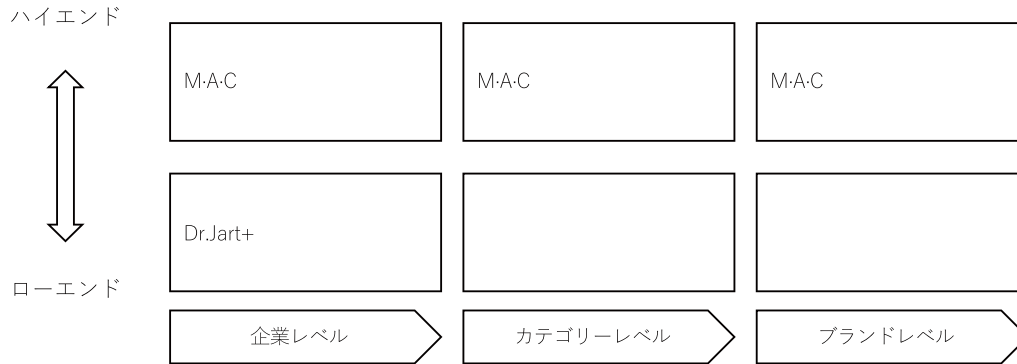 ハイエンド
M·A·C
M·A·C
M·A·C
Dr.Jart+
ローエンド
企業レベル
カテゴリーレベル
ブランドレベル